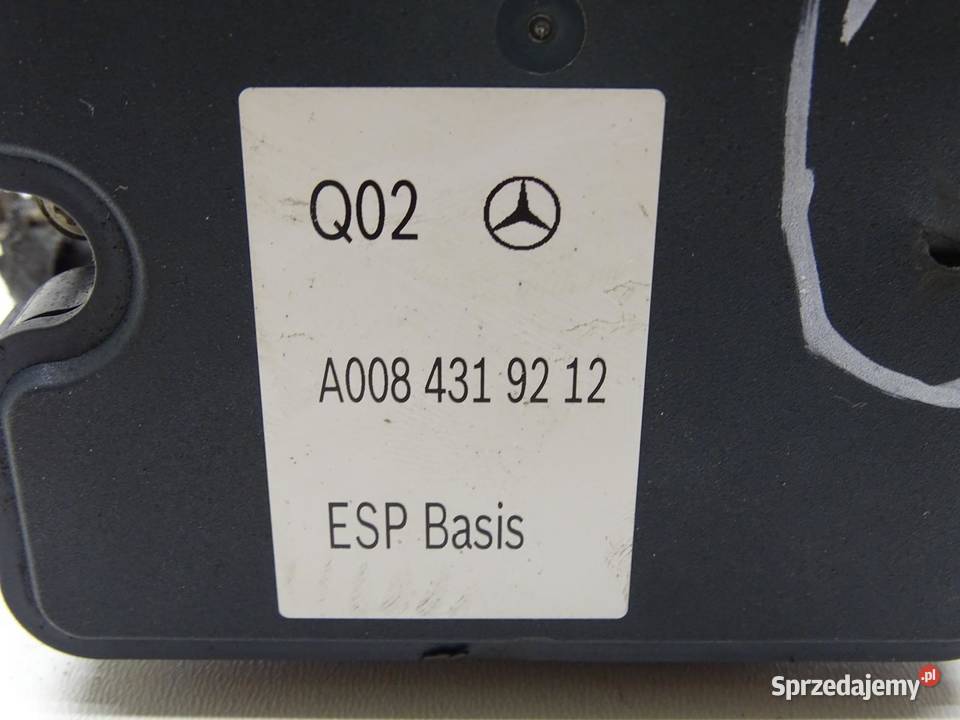 Q02
A008 431 92 12
ESP Basis
Sprzedajemy.pl